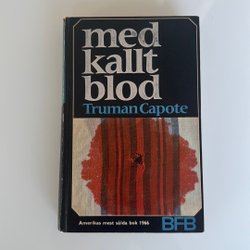 med
kallt
blod
Truman Capote
Amerikas mest sålda bok 1966
BFB